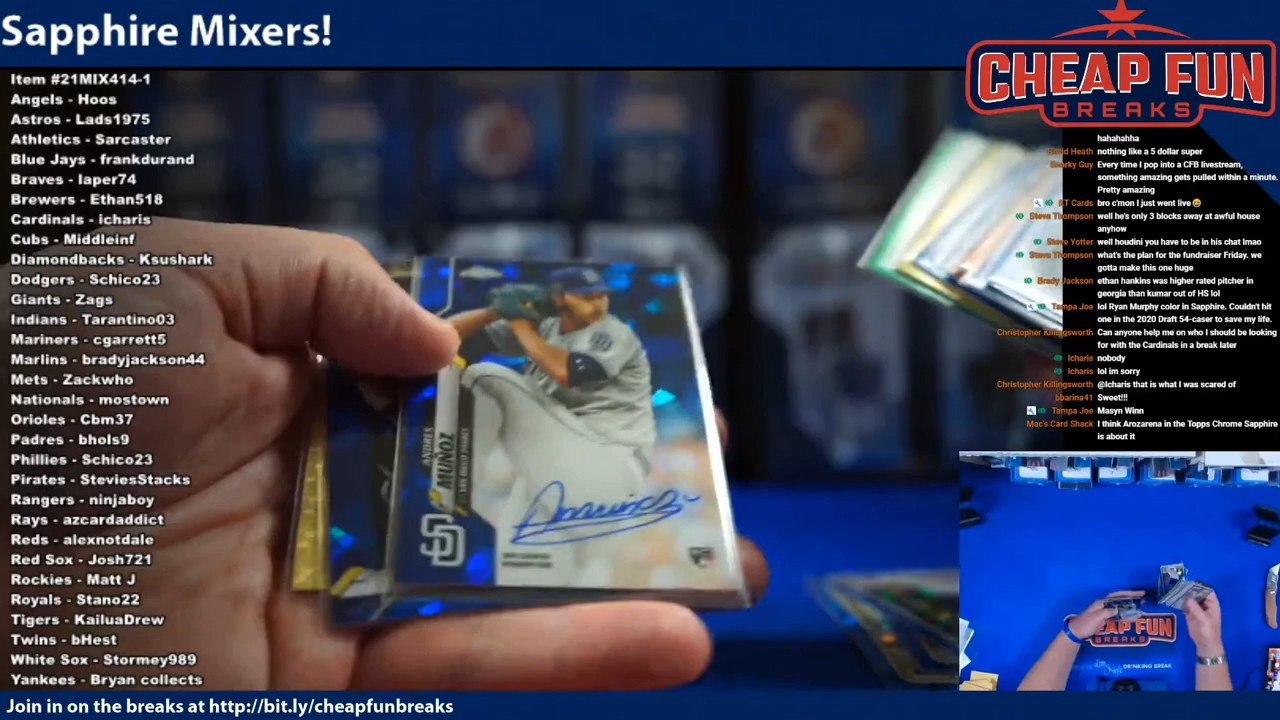 Sapphire Mixers!
Item #21MIX414-1
Angels - Hoos
Astros - Lads1975
Athletics - Sarcaster
Blue Jays - frankdurand
Braves - laper74
Brewers - Ethan518
Cardinals - icharis
Cubs - Middleinf
Diamondbacks - Ksushark
Dodgers - Schico23
Giants - Zags
Indians - Tarantino03
Mariners - cgarrett5
Marlins - bradyjackson44
Mets - Zackwho
Nationals - mostown
Orioles - Cbm37
Padres - bhols9
Phillies - Schico23
Pirates - SteviesStacks
Rangers - ninjaboy
Rays - azcardaddict
Reds - alexnotdale
Red Sox - Josh721
Rockies - Matt J
Royals - Stano22
Tigers - KailuaDrew
Twins - bHest
White Sox - Stormey989
Yankees - Bryan collects
Join in on the breaks at http://bit.ly/cheapfunbreaks
ANDRES
MUÑOZ
SAN DIEGO PADRES
SD
RC
CHEAP FUN
BREAKS
hahahahha
Heath nothing like a 5 dollar super
Guy Every time I pop into a CFB livestream,
something amazing gets pulled within a minute.
Pretty amazing
Cards bro c'mon I just went live
Steve Thompson well he's only 3 blocks away at awful house
anyhow
Steve Yotter well houdini you have to be in his chat lmao
Steve Thompson what's the plan for the fundraiser Friday. we
gotta make this one huge
Brady Jackson ethan hankins was higher rated pitcher in
georgia than kumar out of HS lol
Tampa Joe lol Ryan Murphy color in Sapphire. Couldn't hit
one in the 2020 Draft 54-caser to save my life.
Christopher Killingsworth Can anyone help me on who I should be looking
for with the Cardinals in a break later
Icharis nobody
Icharis lol im sorry
Christopher Killingsworth @Icharis that is what I was scared of
bbarina41 Sweet!!!
Tampa Joe Masyn Winn
Mac's Card Shack I think Arozarena in the Topps Chrome Sapphire
is about it
CHEAP FUN
BREAKS
DRINKING BREAK